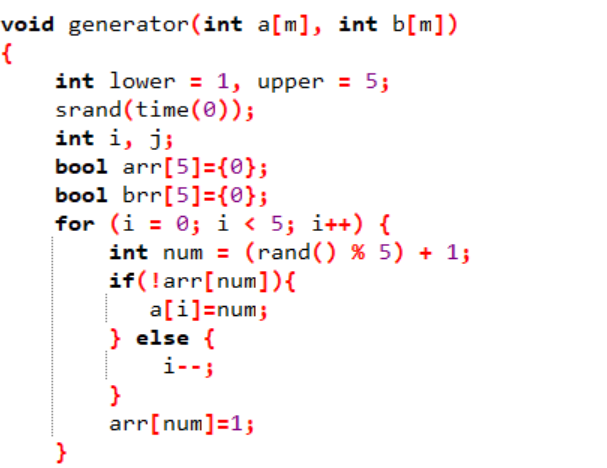 void generator(int a[m], int b[m])
{
    int lower = 1, upper = 5;
    srand(time(0));
    int i, j;
    bool arr[5]={0};
    bool brr[5]={0};
    for (i = 0; i < 5; i++) {
        int num = (rand() % 5) + 1;
        if(!arr[num]){
           a[i]=num;
        } else {
            i--;
        }
        arr[num]=1;
    }